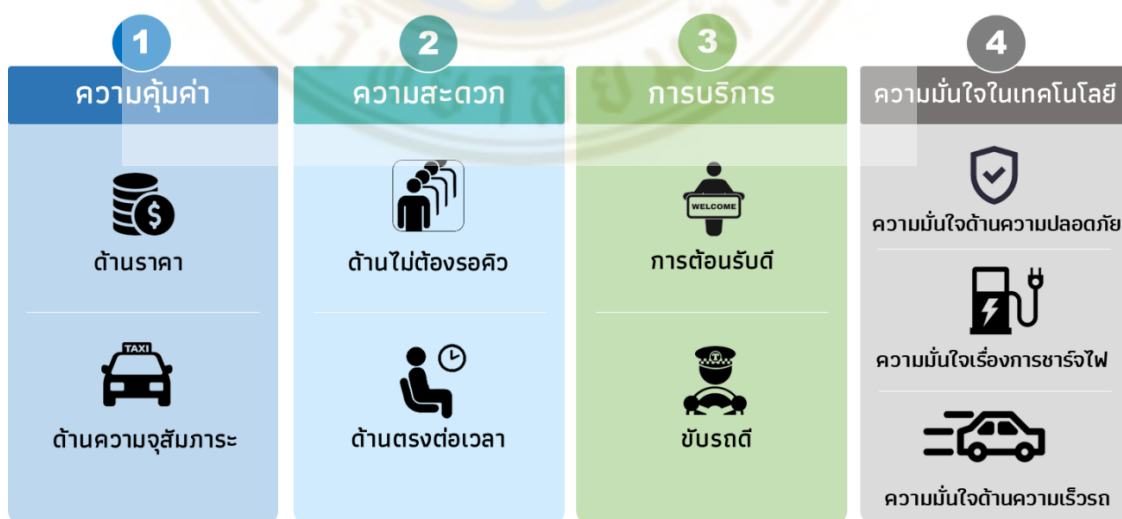 1
ความคุ้มค่า
ด้านราคา
TAXI
ด้านความจุสัมภาระ
2
ความสะดวก
ด้านไม่ต้องรอคิว
ด้านตรงต่อเวลา
3
การบริการ
WELCOME
การต้อนรับดี
ขับรถดี
4
ความมั่นใจในเทคโนโลยี
ความมั่นใจด้านความปลอดภัย
ความมั่นใจเรื่องการชาร์จไฟ
ความมั่นใจด้านความเร็วรถ